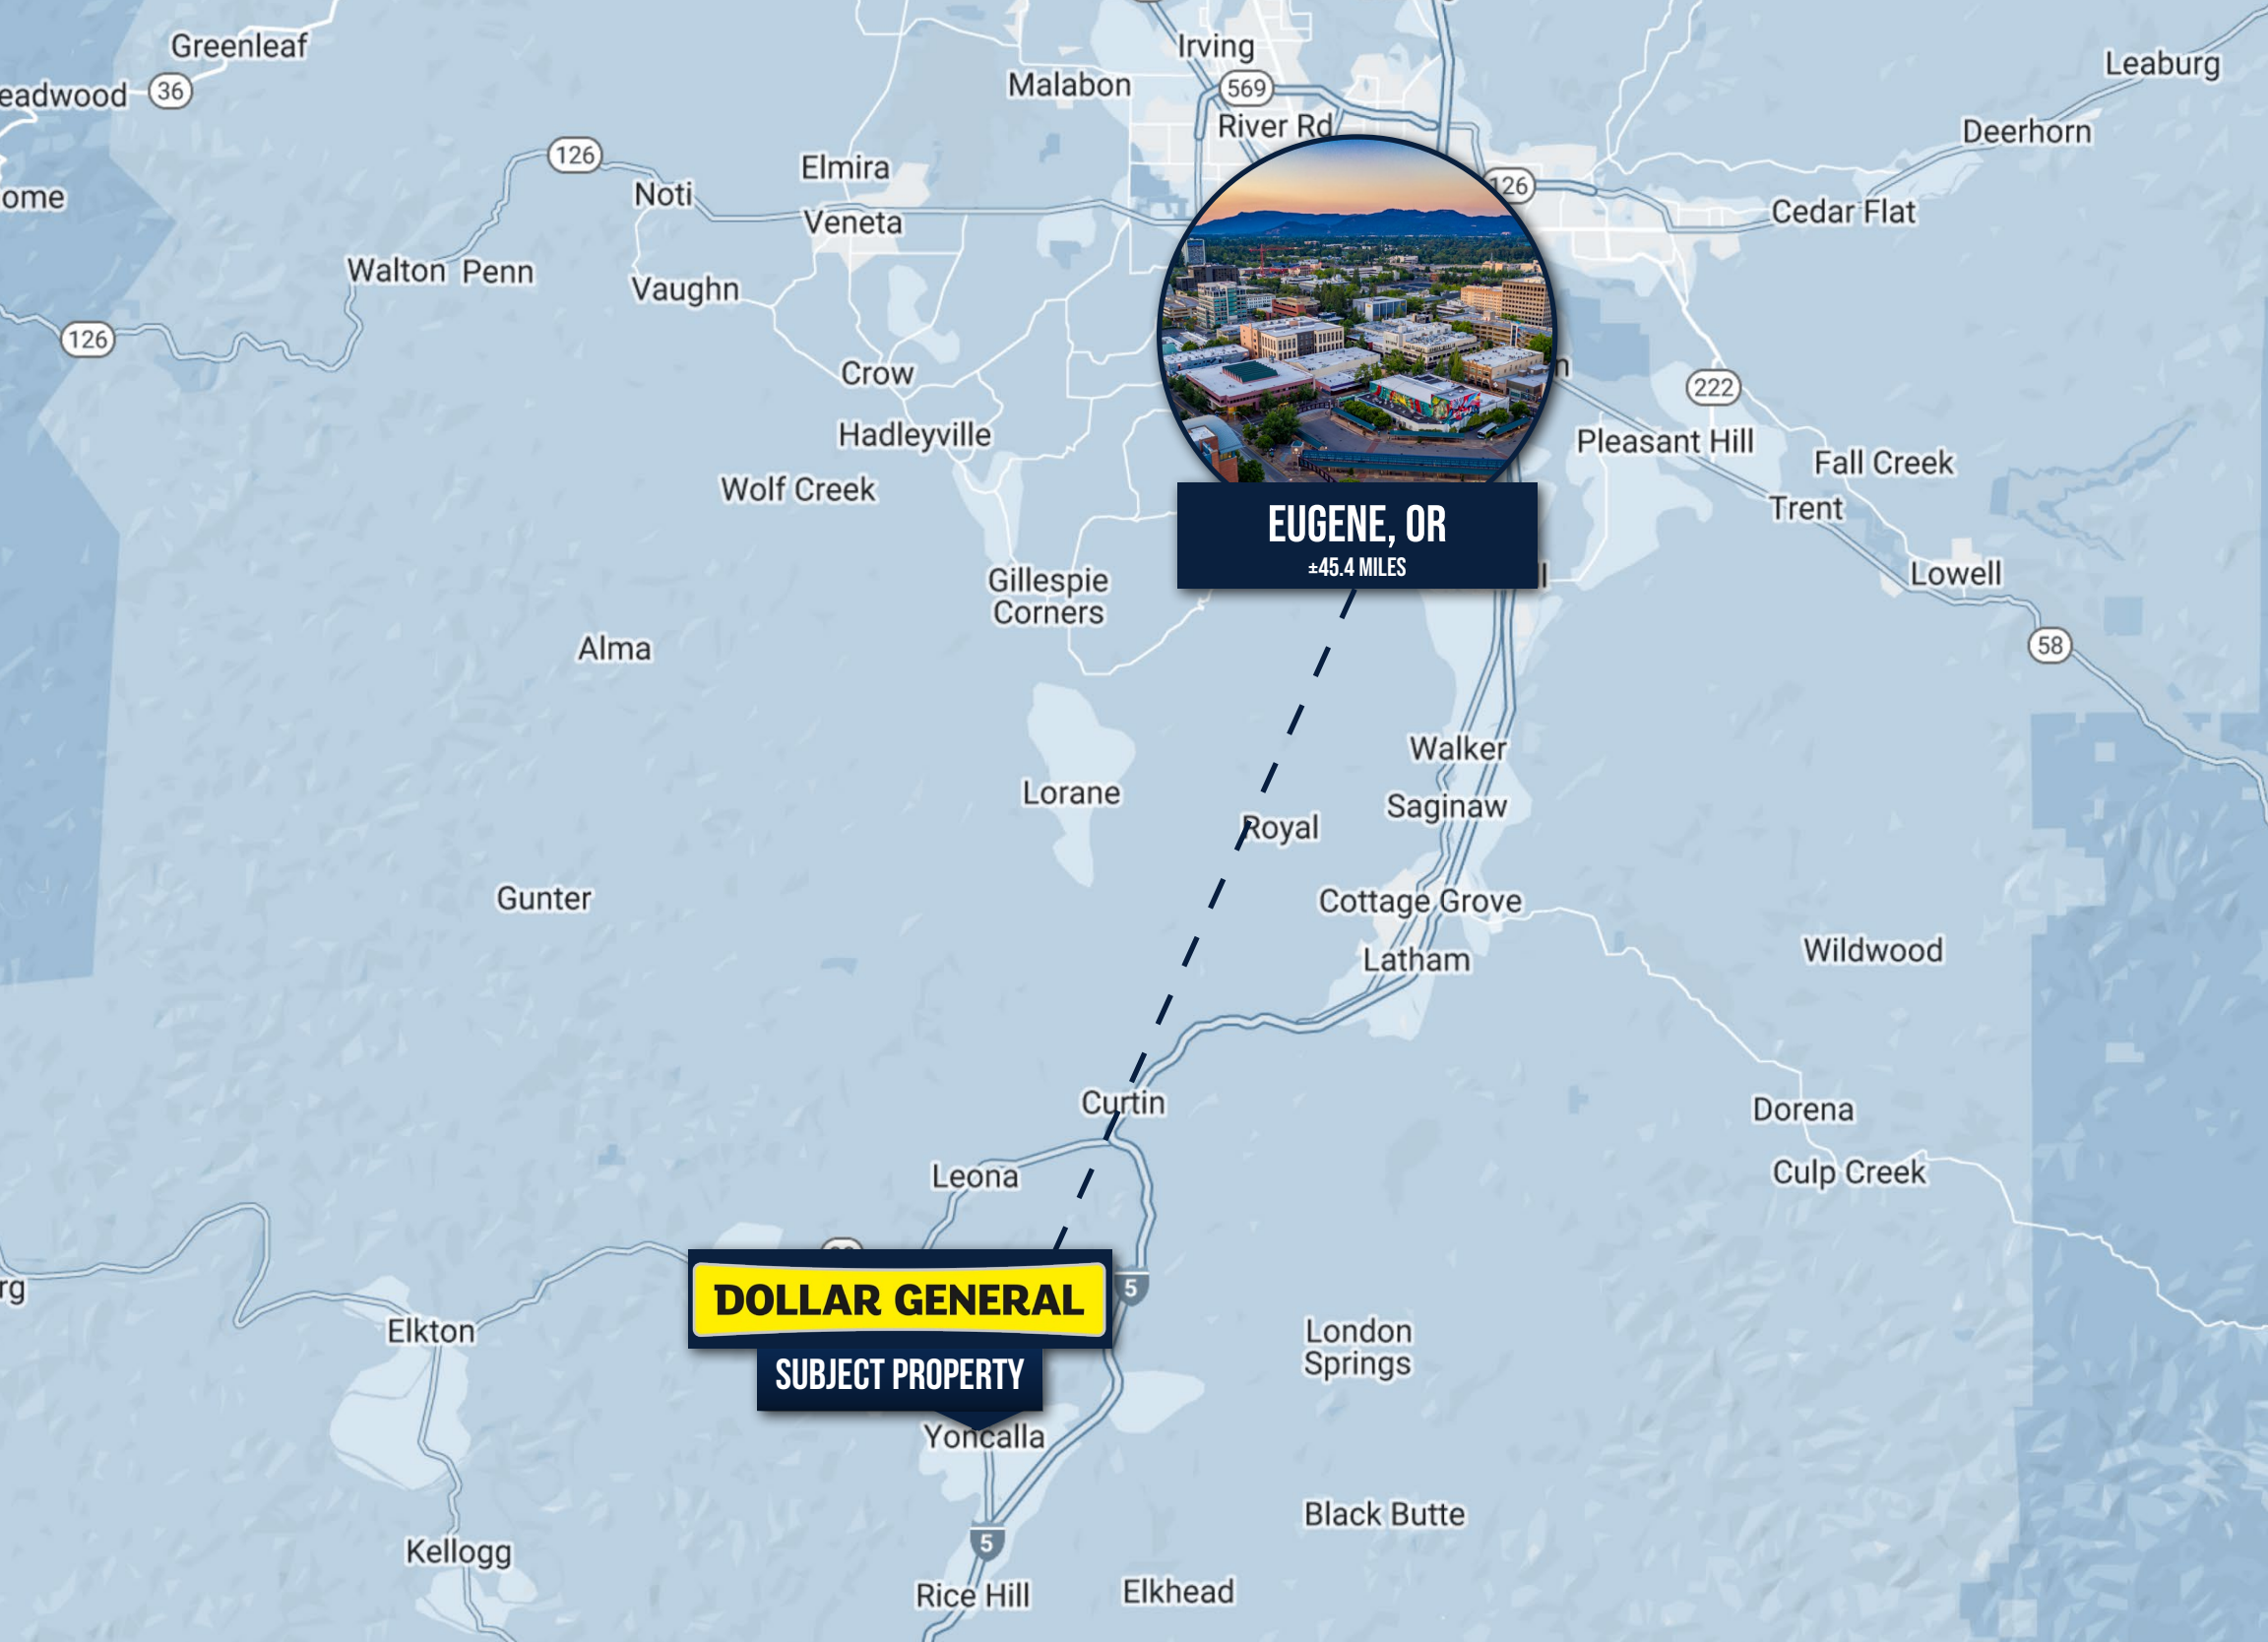 Greenleaf
Irving
Leaburg
Malabon
eadwood
36
569
River Rd
Deerhorn
126
Elmira
Noti
126
ome
Veneta
Cedar Flat
Walton
Penn
Vaughn
126
Crow
n
222
Hadleyville
Pleasant Hill
Fall Creek
Wolf Creek
Trent
EUGENE, OR
±45.4 MILES
Gillespie
Corners
Lowell
Alma
58
Walker
Lorane
Saginaw
Royal
Gunter
Cottage Grove
Latham
Wildwood
Curtin
Dorena
Leona
Culp Creek
rg
5
DOLLAR GENERAL
Elkton
London
Springs
SUBJECT PROPERTY
Yoncalla
Black Butte
5
Kellogg
Rice Hill
Elkhead